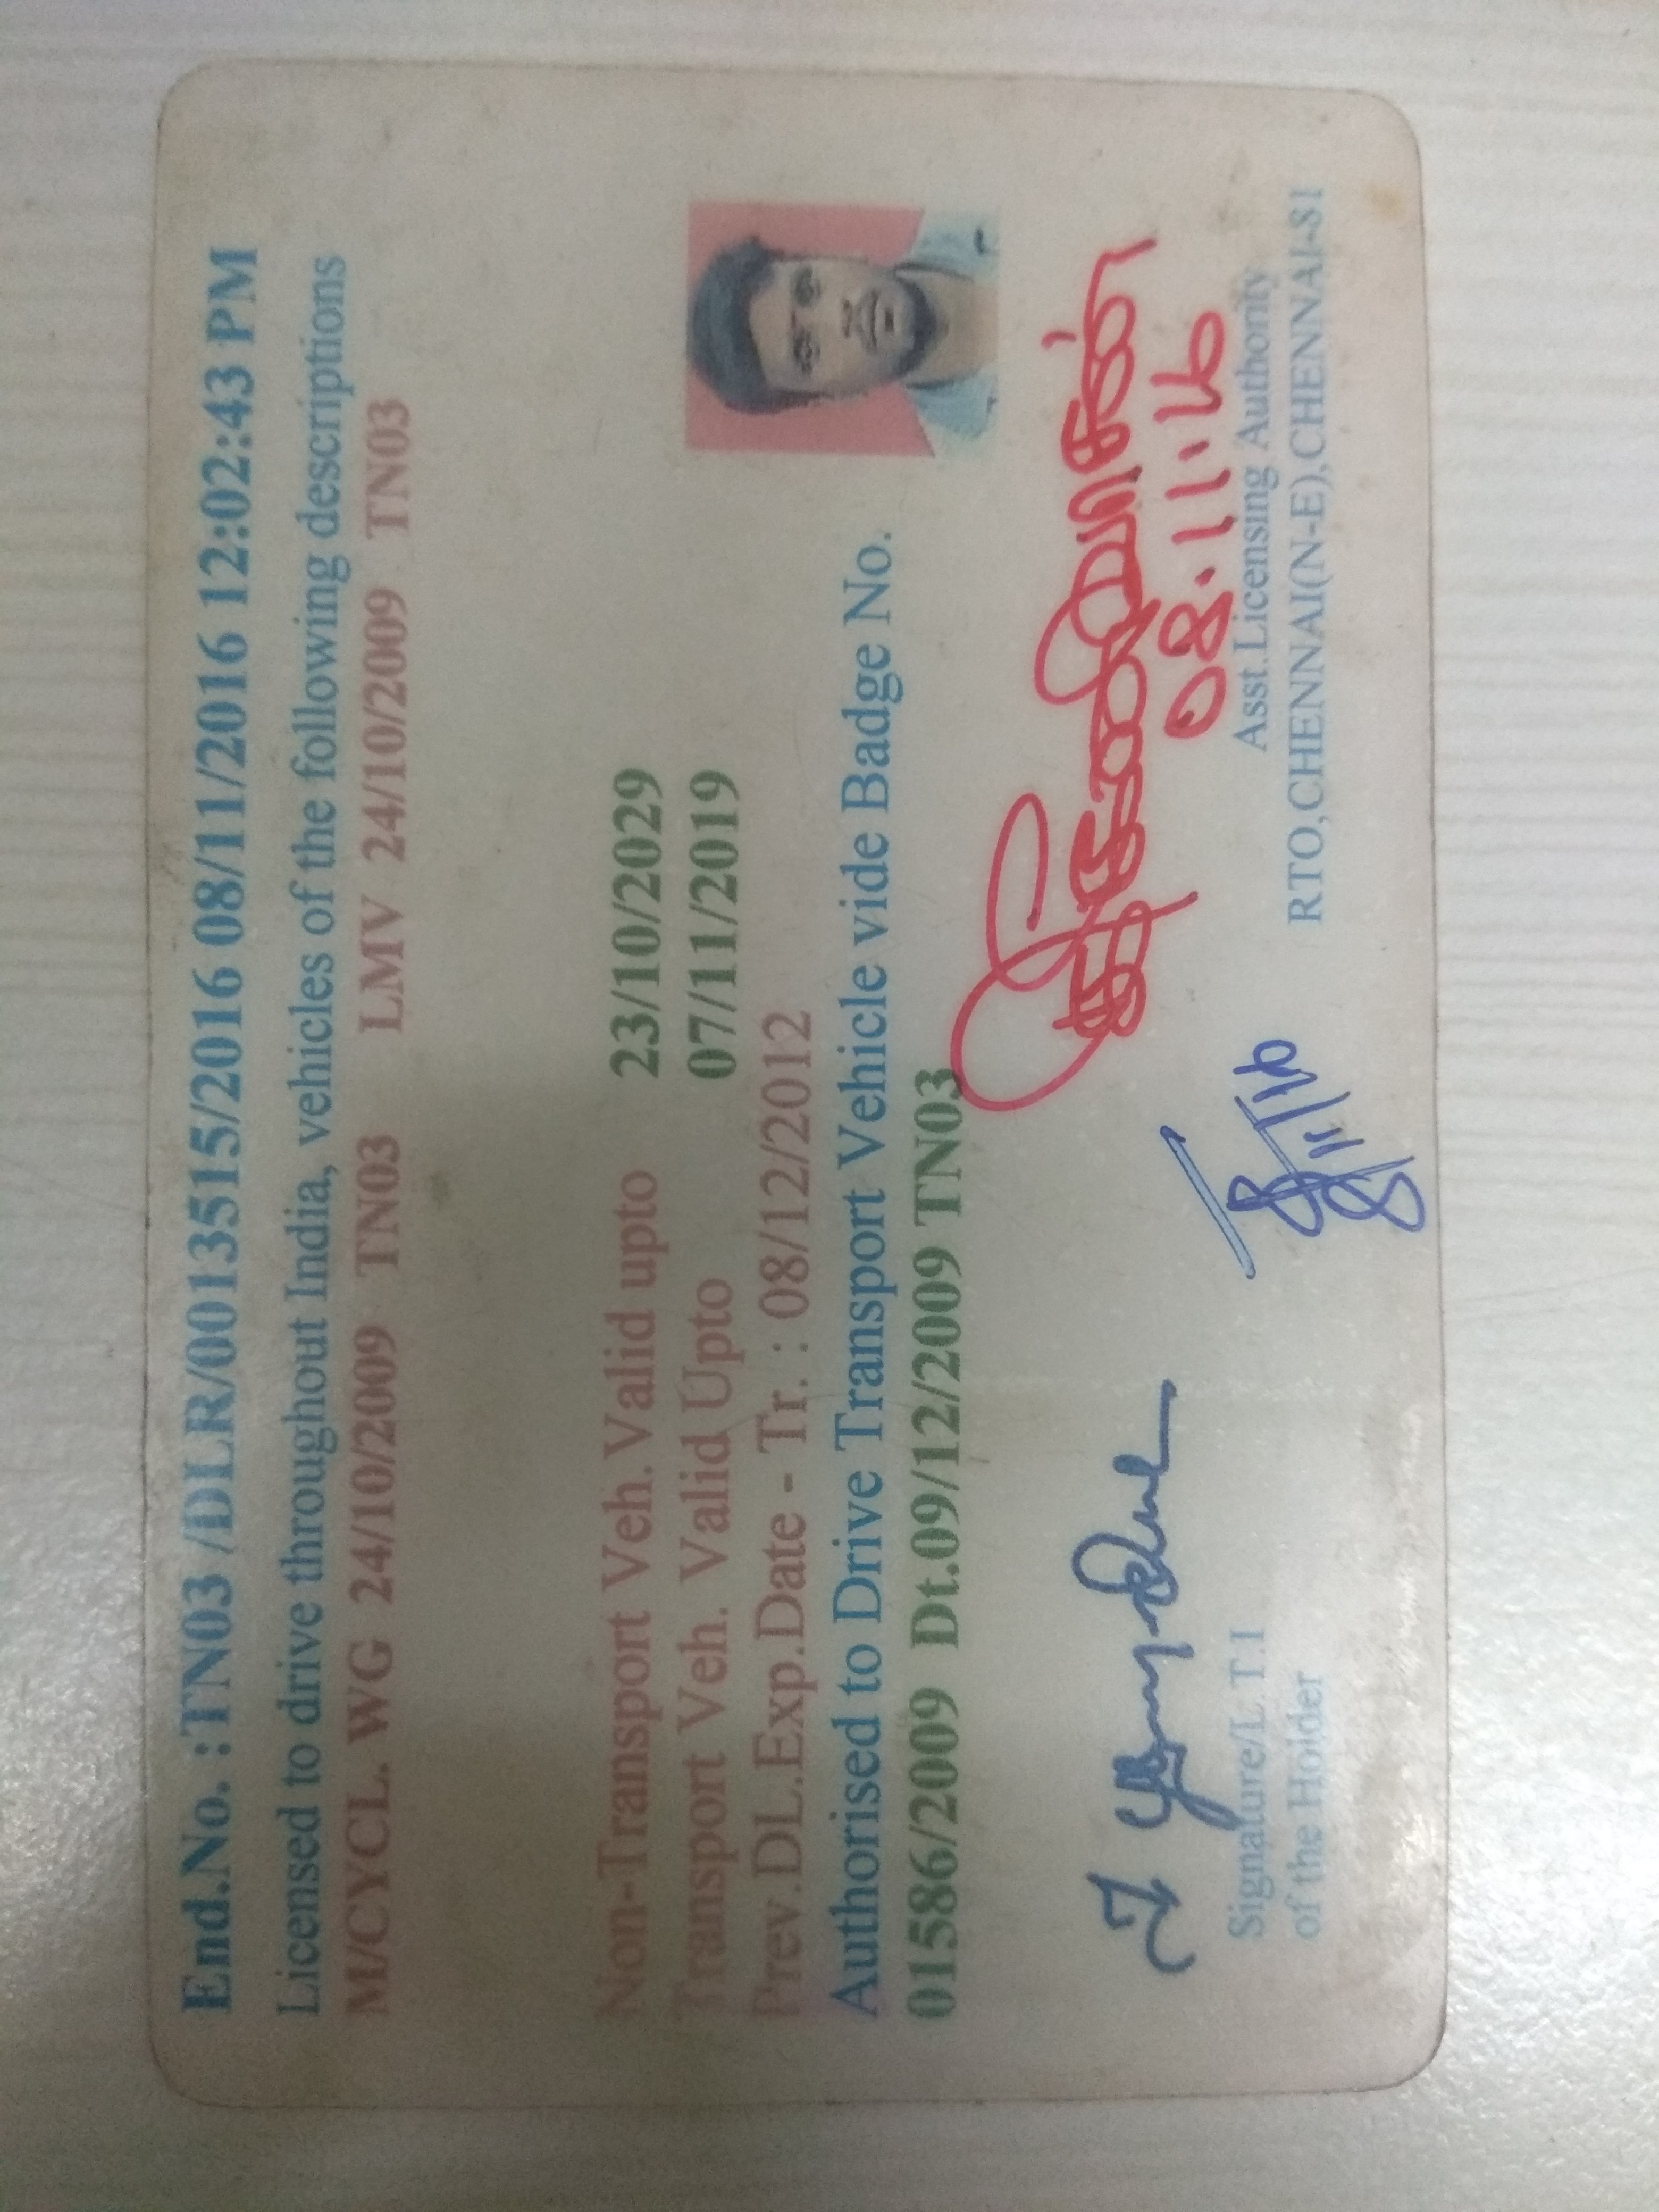 End.No. :TN03 /DLR/0013515/2016 08/11/2016 12:02:43 PM
Licensed to drive throughout India, vehicles of the following descriptions
M/CYCL. WG 24/10/2009 TN03 LMV 24/10/2009 TN03
Non-Transport Veh.Valid upto 23/10/2029
Transport Veh. Valid Upto 07/11/2019
Prev.DL.Exp.Date - Tr. : 08/12/2012
Authorised to Drive Transport Vehicle vide Badge No.
01586/2009 Dt.09/12/2009 TN03
08.11.16
8/11/16
Signature/L.T.I
of the Holder
Asst.Licensing Authority
RTO,CHENNAI(N-E),CHENNAI-81